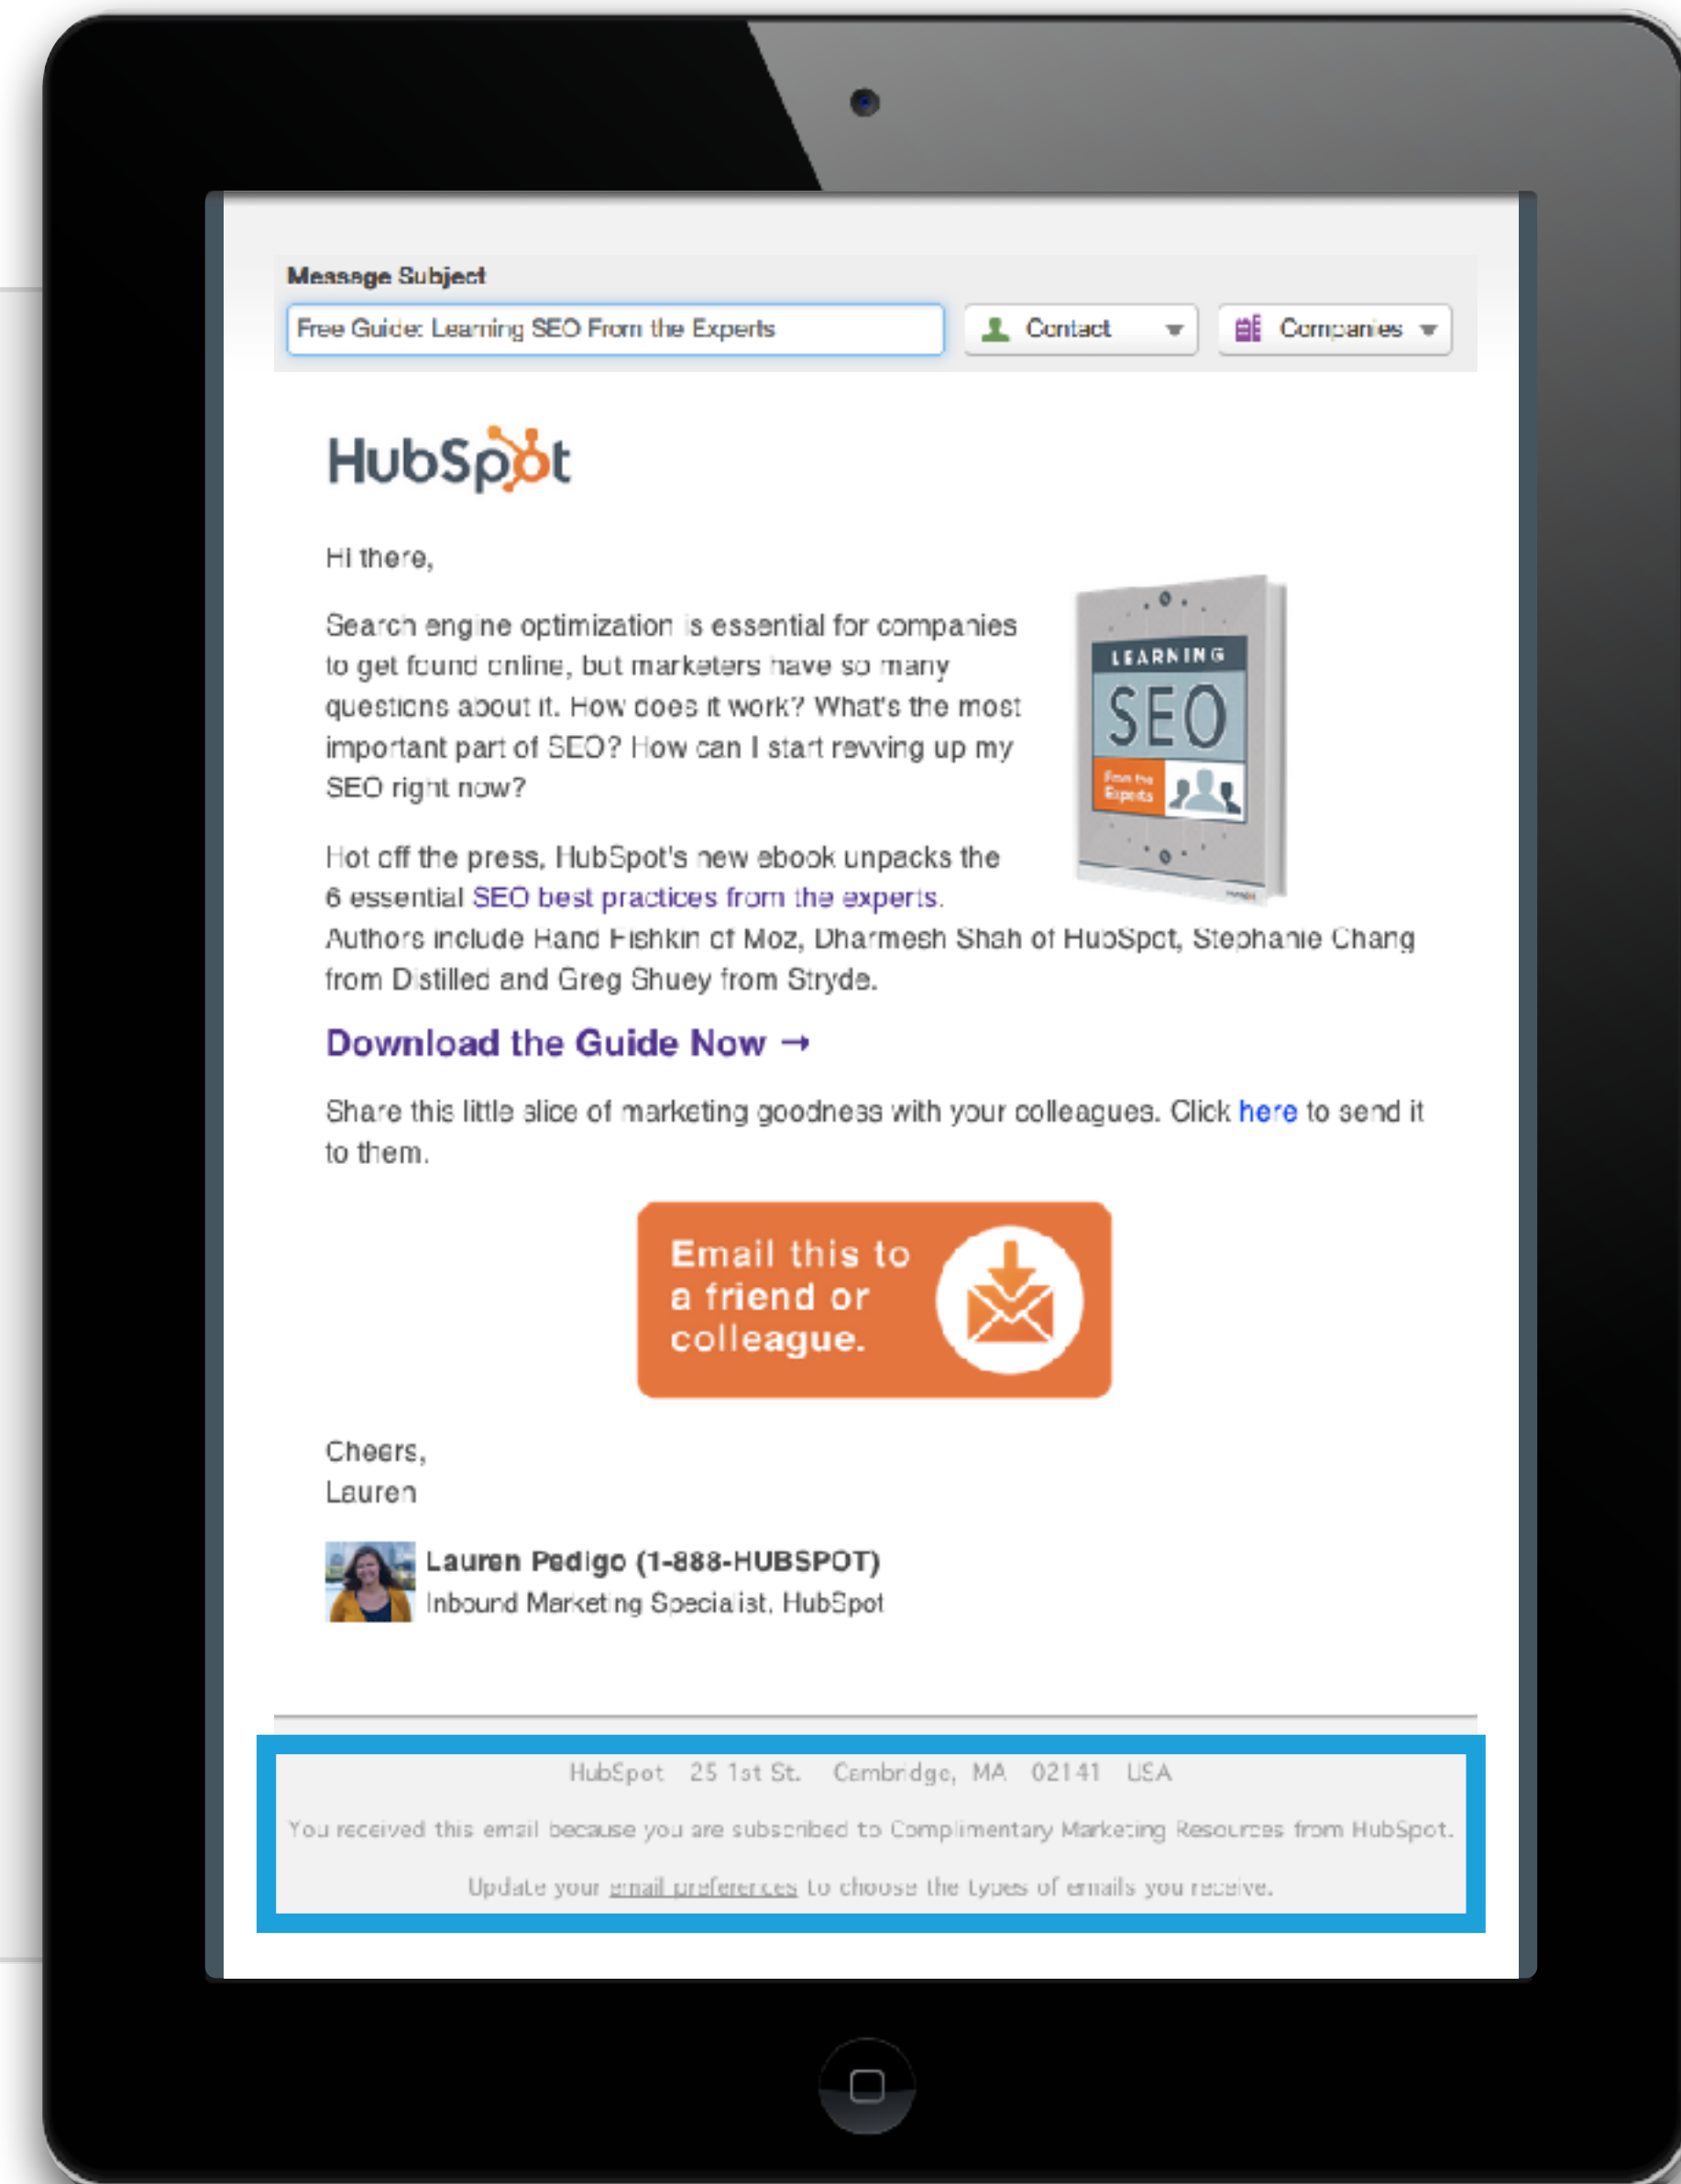 Message Subject
Free Guide: Learning SEO From the Experts
Contact
Companies
HubSpot
Hi there,
Search engine optimization is essential for companies
to get found online, but marketers have so many
questions about it. How does it work? What's the most
important part of SEO? How can I start revving up my
SEO right now?
LEARNING
SEO
From the
Experts
HubSpot
Hot off the press, HubSpot's new ebook unpacks the
6 essential SEO best practices from the experts.
Authors include Rand Fishkin of Moz, Dharmesh Shah of HubSpot, Stephanie Chang
from Distilled and Greg Shuey from Stryde.
Download the Guide Now →
Share this little slice of marketing goodness with your colleagues. Click here to send it
to them.
Email this to
a friend or
colleague.
Cheers,
Lauren
Lauren Pedigo (1-888-HUBSPOT)
Inbound Marketing Specialist, HubSpot
HubSpot 25 1st St. Cambridge, MA 02141 USA
You received this email because you are subscribed to Complimentary Marketing Resources from HubSpot.
Update your email preferences to choose the types of emails you receive.